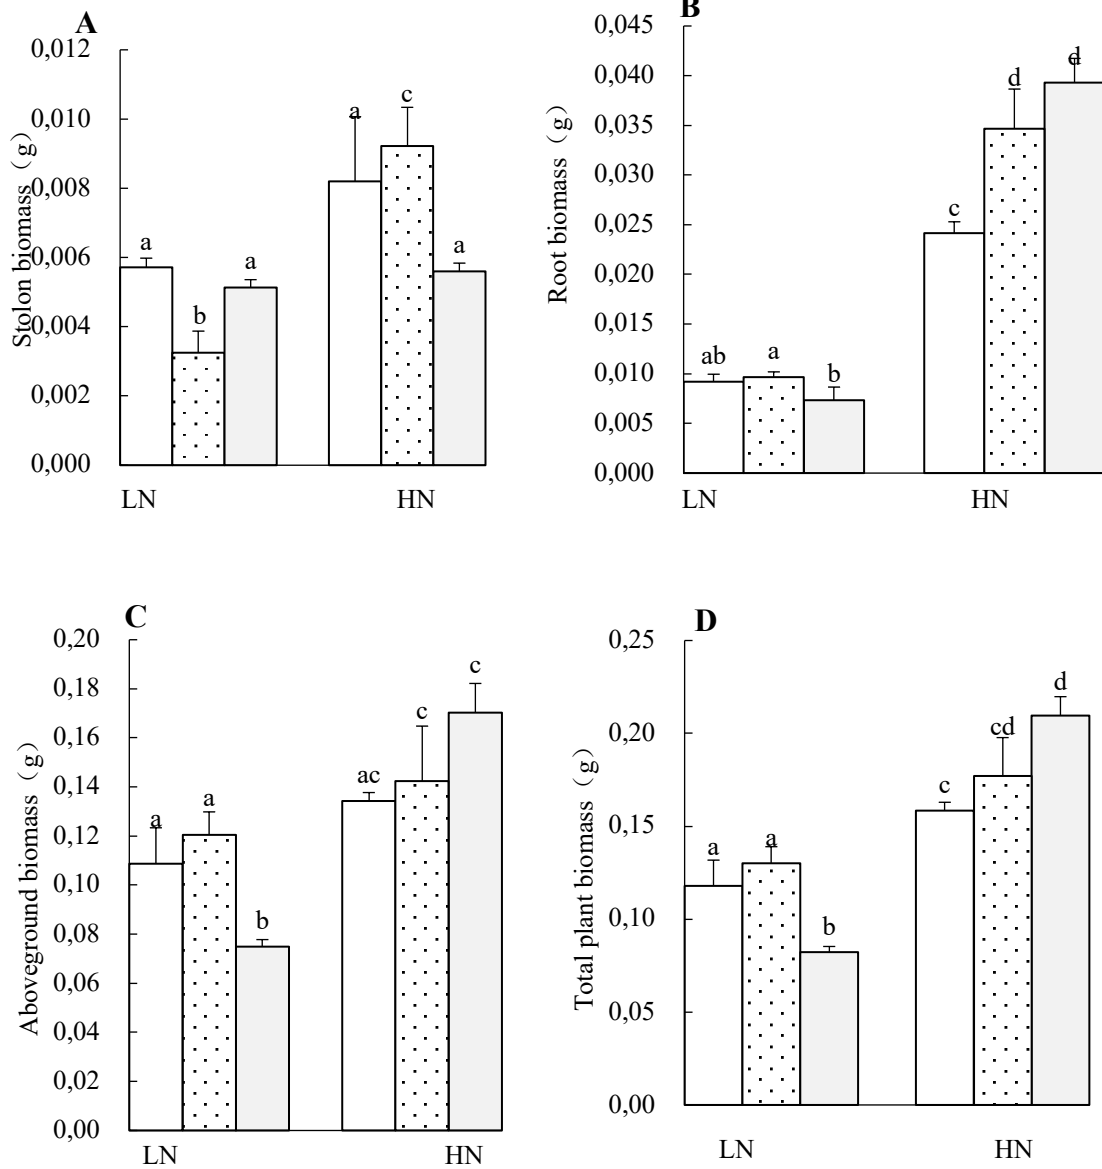 A
0,012
0,010
0,008
0,006
0,004
0,002
0,000
Stolon biomass（g）
a
b
a
a
c
a
LN
HN
B
0,045
0,040
0,035
0,030
0,025
0,020
0,015
0,010
0,005
0,000
Root biomass（g）
ab
a
b
c
d
d
LN
HN
C
0,20
0,18
0,16
0,14
0,12
0,10
0,08
0,06
0,04
0,02
0,00
Aboveground biomass（g）
a
a
b
ac
c
c
LN
HN
D
0,25
0,20
0,15
0,10
0,05
0,00
Total plant biomass（g）
a
a
b
c
cd
d
LN
HN